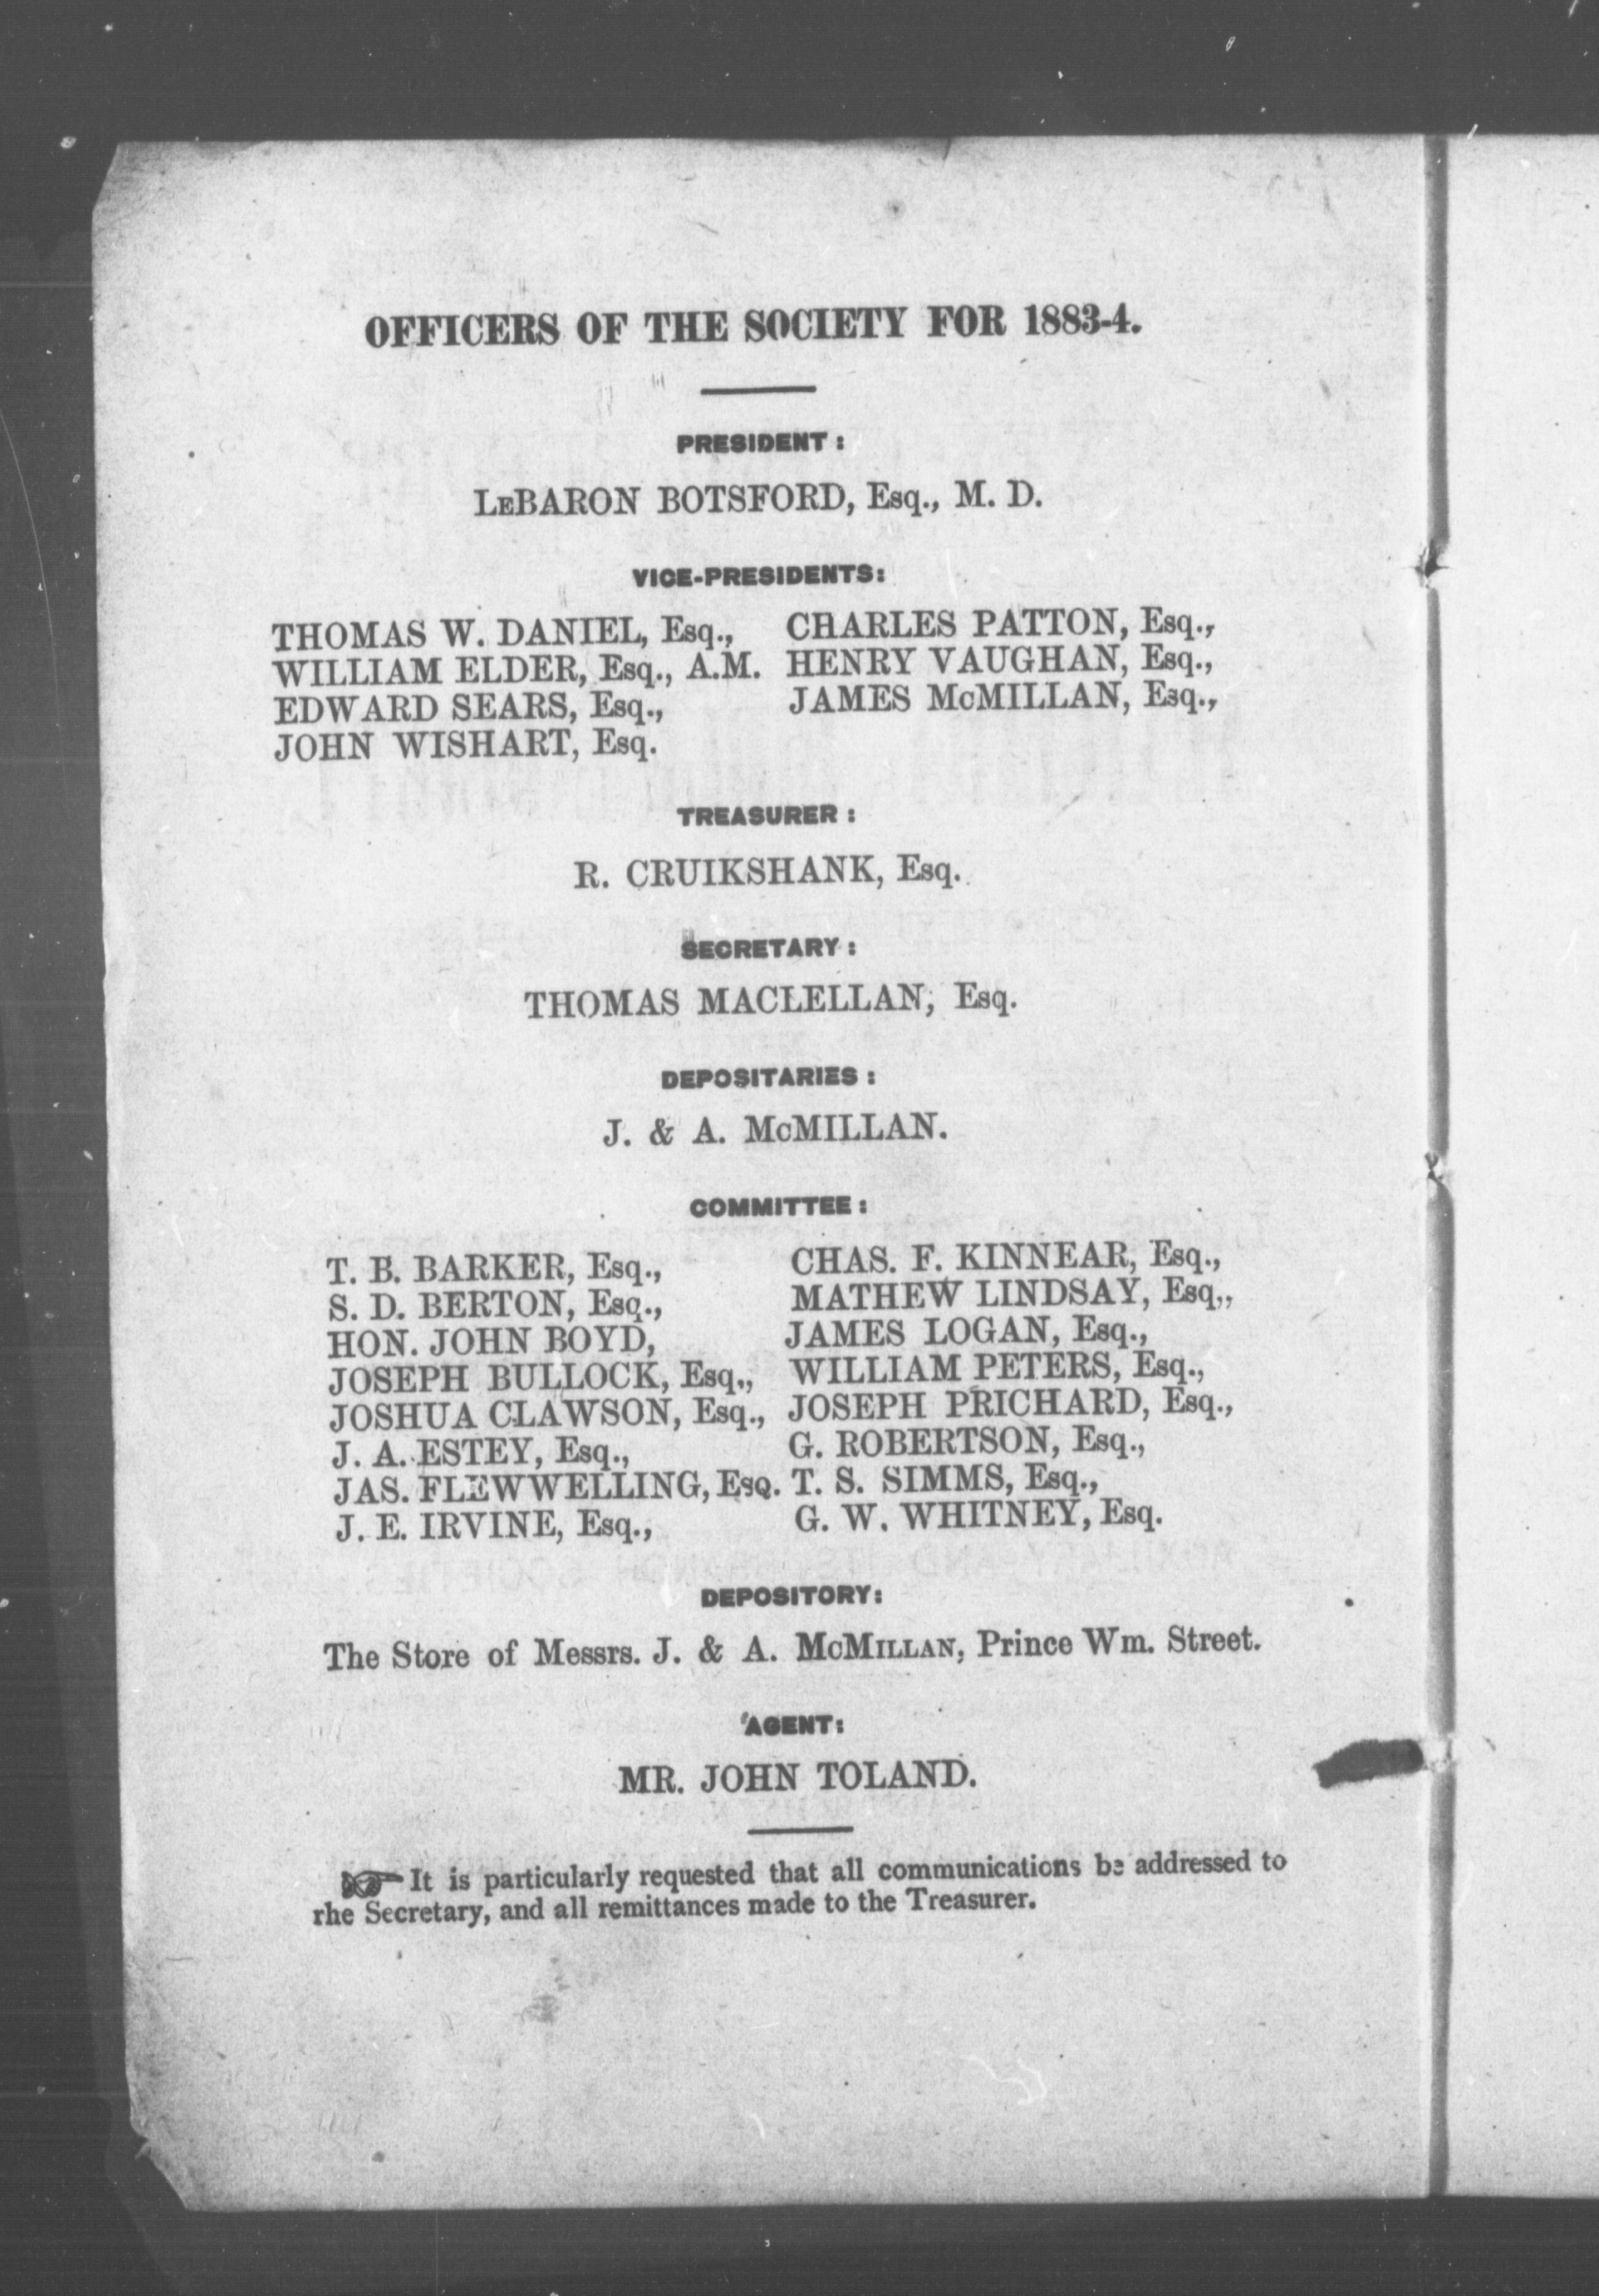 OFFICERS OF THE SOCIETY FOR 1883-4.
PRESIDENT :
LEBARON BOTSFORD, Esq., M. D.
VICE-PRESIDENTS:
THOMAS W. DANIEL, Esq., CHARLES PATTON, Esq.,
WILLIAM ELDER, Esq., A.M. HENRY VAUGHAN, Esq.,
EDWARD SEARS, Esq., JAMES McMILLAN, Esq.,
JOHN WISHART, Esq.
TREASURER :
R. CRUIKSHANK, Esq.
SECRETARY :
THOMAS MACLELLAN, Esq.
DEPOSITARIES :
J. & A. McMILLAN.
COMMITTEE :
T. B. BARKER, Esq., CHAS. F. KINNEAR, Esq.,
S. D. BERTON, Esq., MATHEW LINDSAY, Esq.,
HON. JOHN BOYD, JAMES LOGAN, Esq.,
JOSEPH BULLOCK, Esq., WILLIAM PETERS, Esq.,
JOSHUA CLAWSON, Esq., JOSEPH PRICHARD, Esq.,
J. A. ESTEY, Esq., G. ROBERTSON, Esq.,
JAS. FLEWWELLING, Esq. T. S. SIMMS, Esq.,
J. E. IRVINE, Esq., G. W. WHITNEY, Esq.
DEPOSITORY:
The Store of Messrs. J. & A. McMILLAN, Prince Wm. Street.
AGENT:
MR. JOHN TOLAND.
☞ It is particularly requested that all communications be addressed to
rhe Secretary, and all remittances made to the Treasurer.